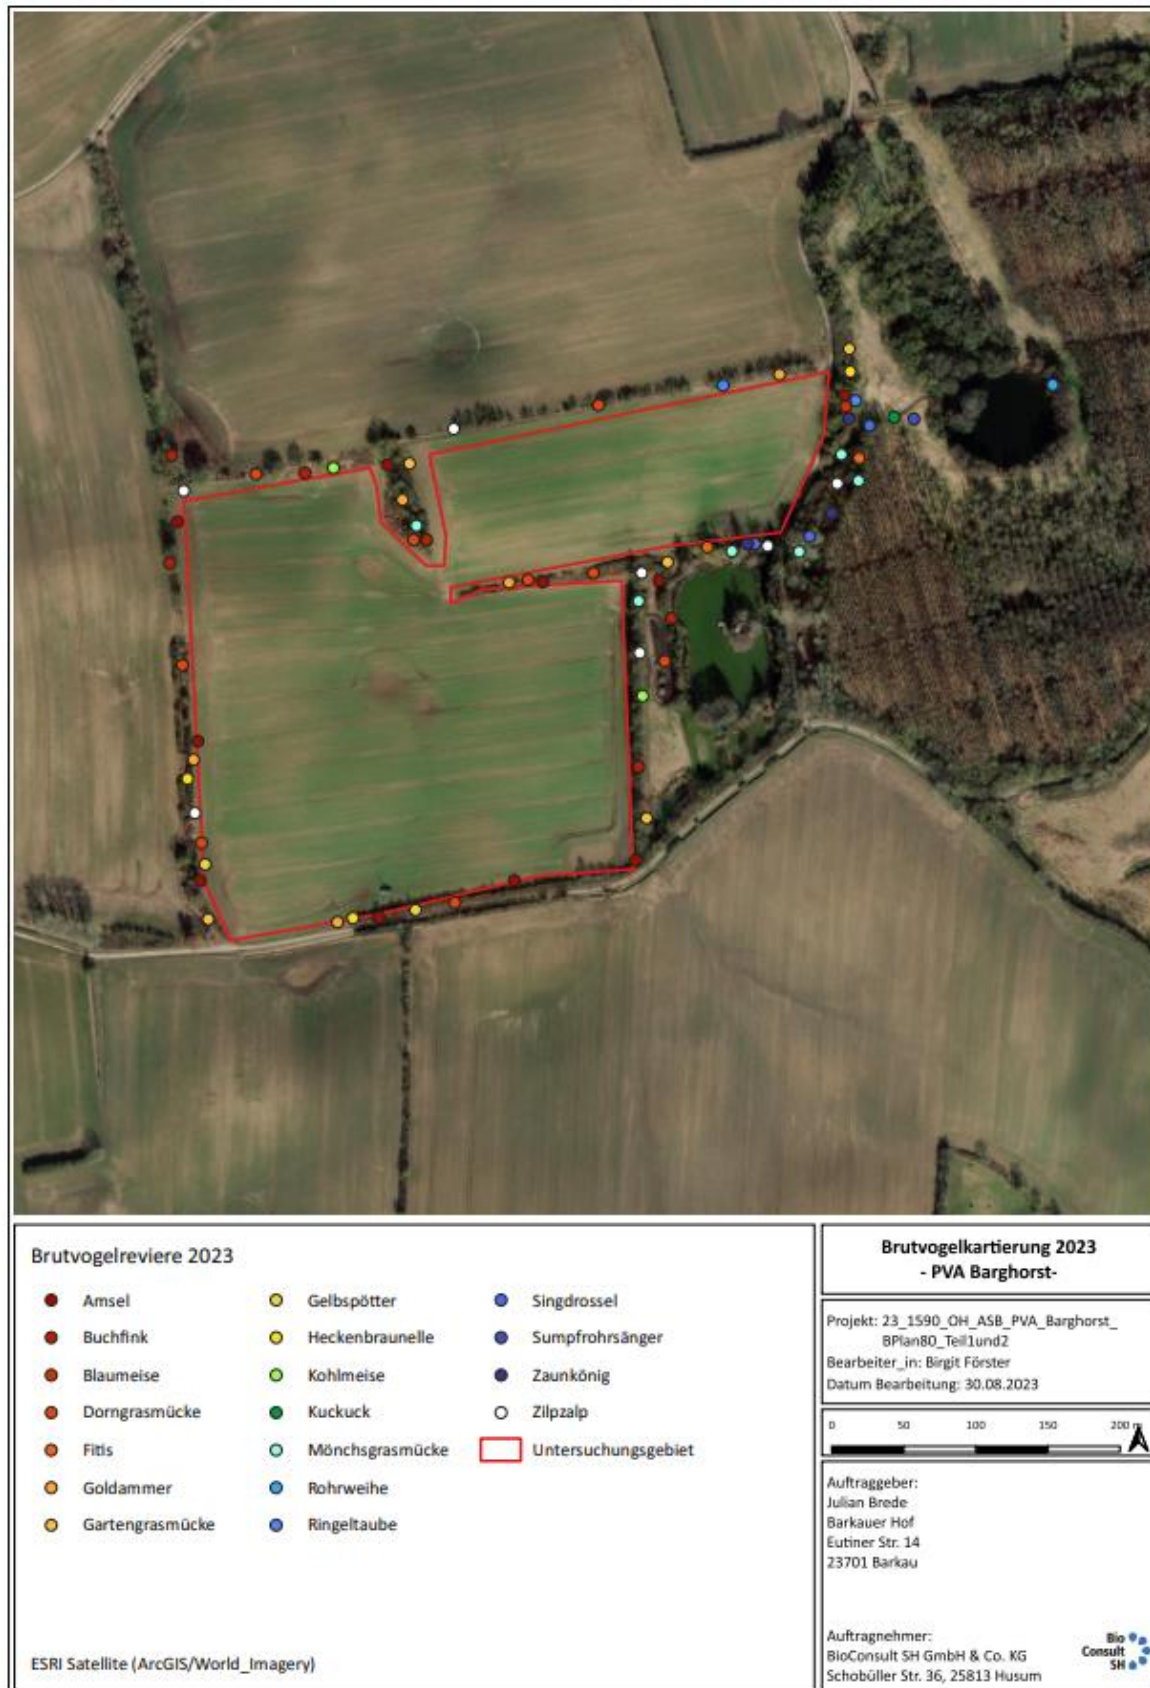 Brutvogelreviere 2023
Amsel
Buchfink
Blaumeise
Dorngrasmücke
Fitis
Goldammer
Gartengrasmücke
Gelbspötter
Heckenbraunelle
Kohlmeise
Kuckuck
Mönchsgrasmücke
Rohrweihe
Ringeltaube
Singdrossel
Sumpfrohrsänger
Zaunkönig
Zilpzalp
Untersuchungsgebiet
ESRI Satellite (ArcGIS/World_Imagery)
Brutvogelkartierung 2023
- PVA Barghorst-
Projekt: 23_1590_OH_ASB_PVA_Barghorst_
BPlan80_Teil1und2
Bearbeiter_in: Birgit Förster
Datum Bearbeitung: 30.08.2023
0 50 100 150 200 m
Auftraggeber:
Julian Brede
Barkauer Hof
Eutiner Str. 14
23701 Barkau
Auftragnehmer:
BioConsult SH GmbH & Co. KG
Schobüller Str. 36, 25813 Husum
Bio
Consult
SH